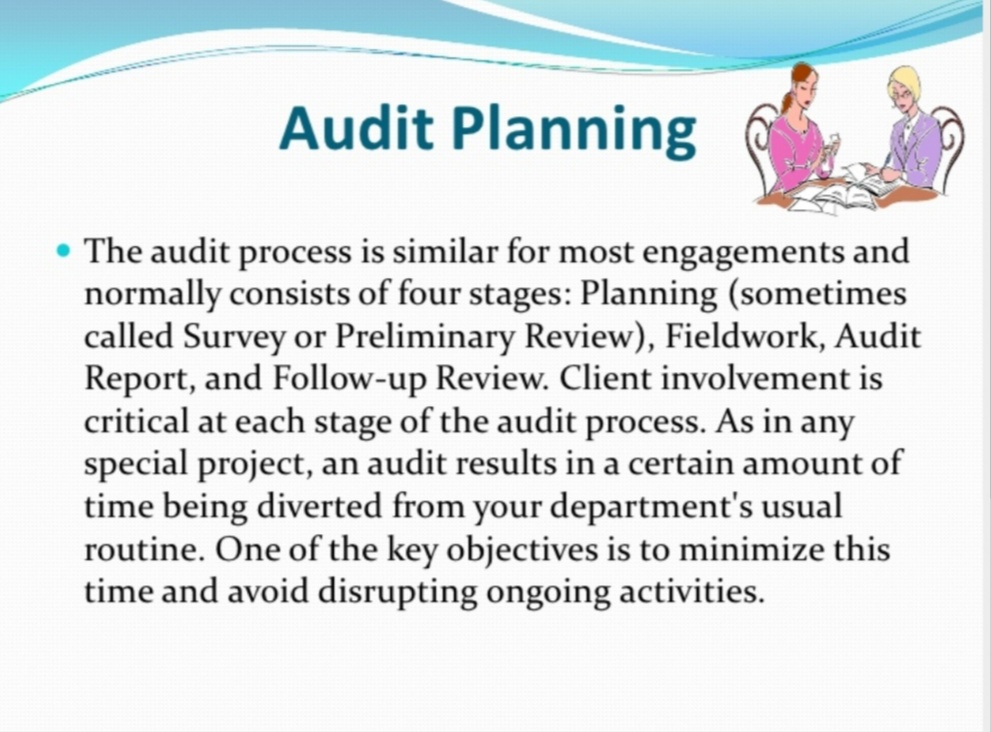 Audit Planning
The audit process is similar for most engagements and
normally consists of four stages: Planning (sometimes
called Survey or Preliminary Review), Fieldwork, Audit
Report, and Follow-up Review. Client involvement is
critical at each stage of the audit process. As in any
special project, an audit results in a certain amount of
time being diverted from your department's usual
routine. One of the key objectives is to minimize this
time and avoid disrupting ongoing activities.